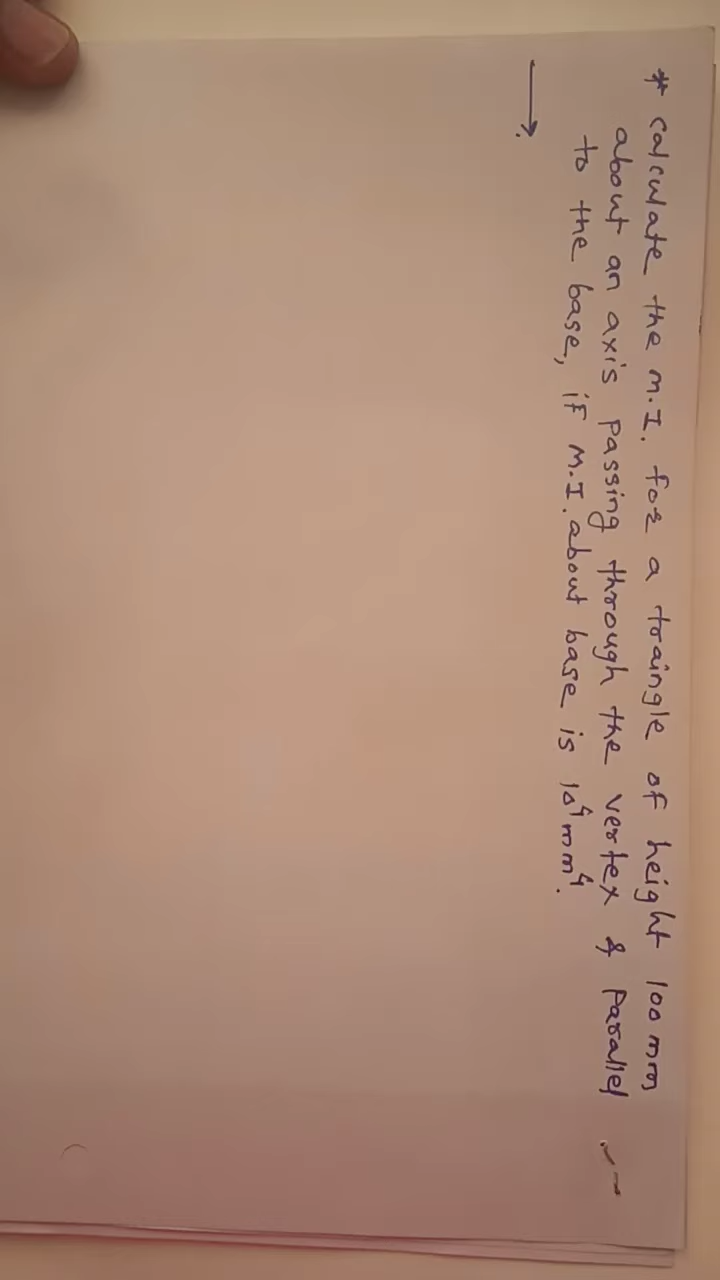 * calculate the M.I. for a traingle of height 100 mm
about an axis passing through the vertex & parallel
to the base, if M.I. about base is 10⁴ mm⁴.
→